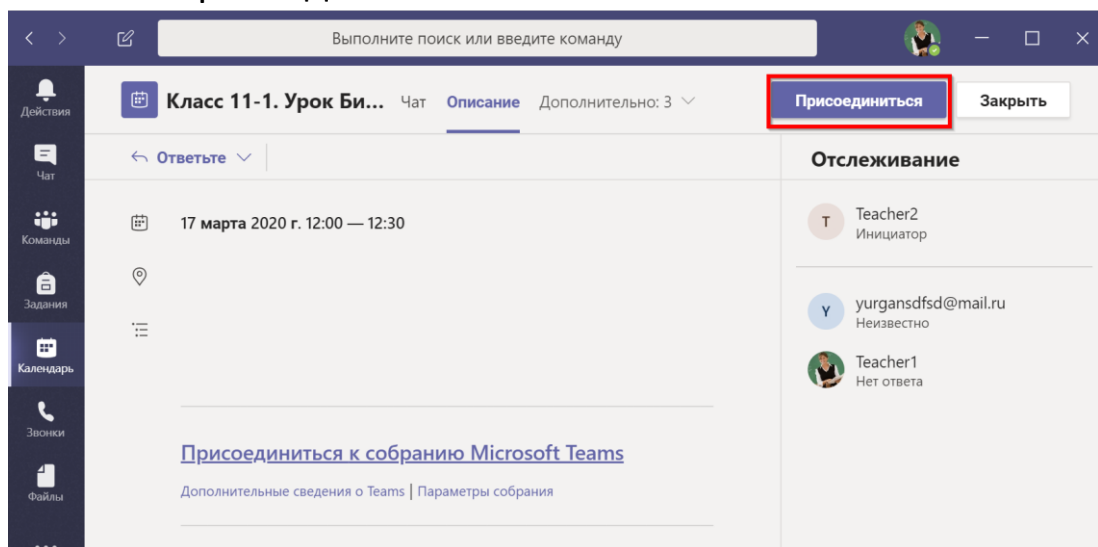 Выполните поиск или введите команду
Действия
Чат
Команды
Задания
Календарь
Звонки
Файлы
Класс 11-1. Урок Би... Чат Описание Дополнительно: 3
Присоединиться Закрыть
Ответьте
17 марта 2020 г. 12:00 — 12:30
Присоединиться к собранию Microsoft Teams
Дополнительные сведения о Teams | Параметры собрания
Отслеживание
T
Teacher2
Инициатор
Y
yurgansdfsd@mail.ru
Неизвестно
Teacher1
Нет ответа